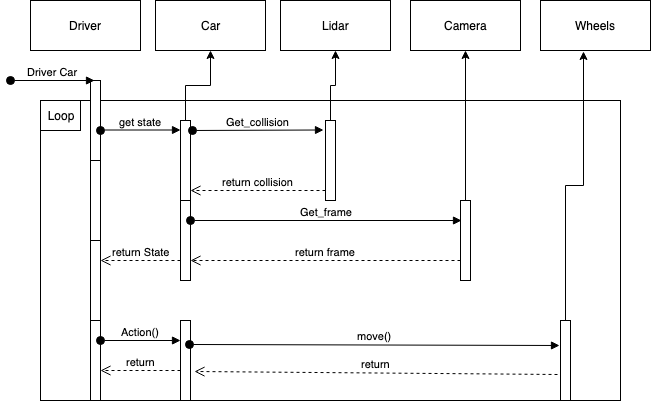 Driver
Car
Lidar
Camera
Wheels
Driver Car
Loop
get state
Get_collision
return collision
Get_frame
return State
return frame
Action()
move()
return
return